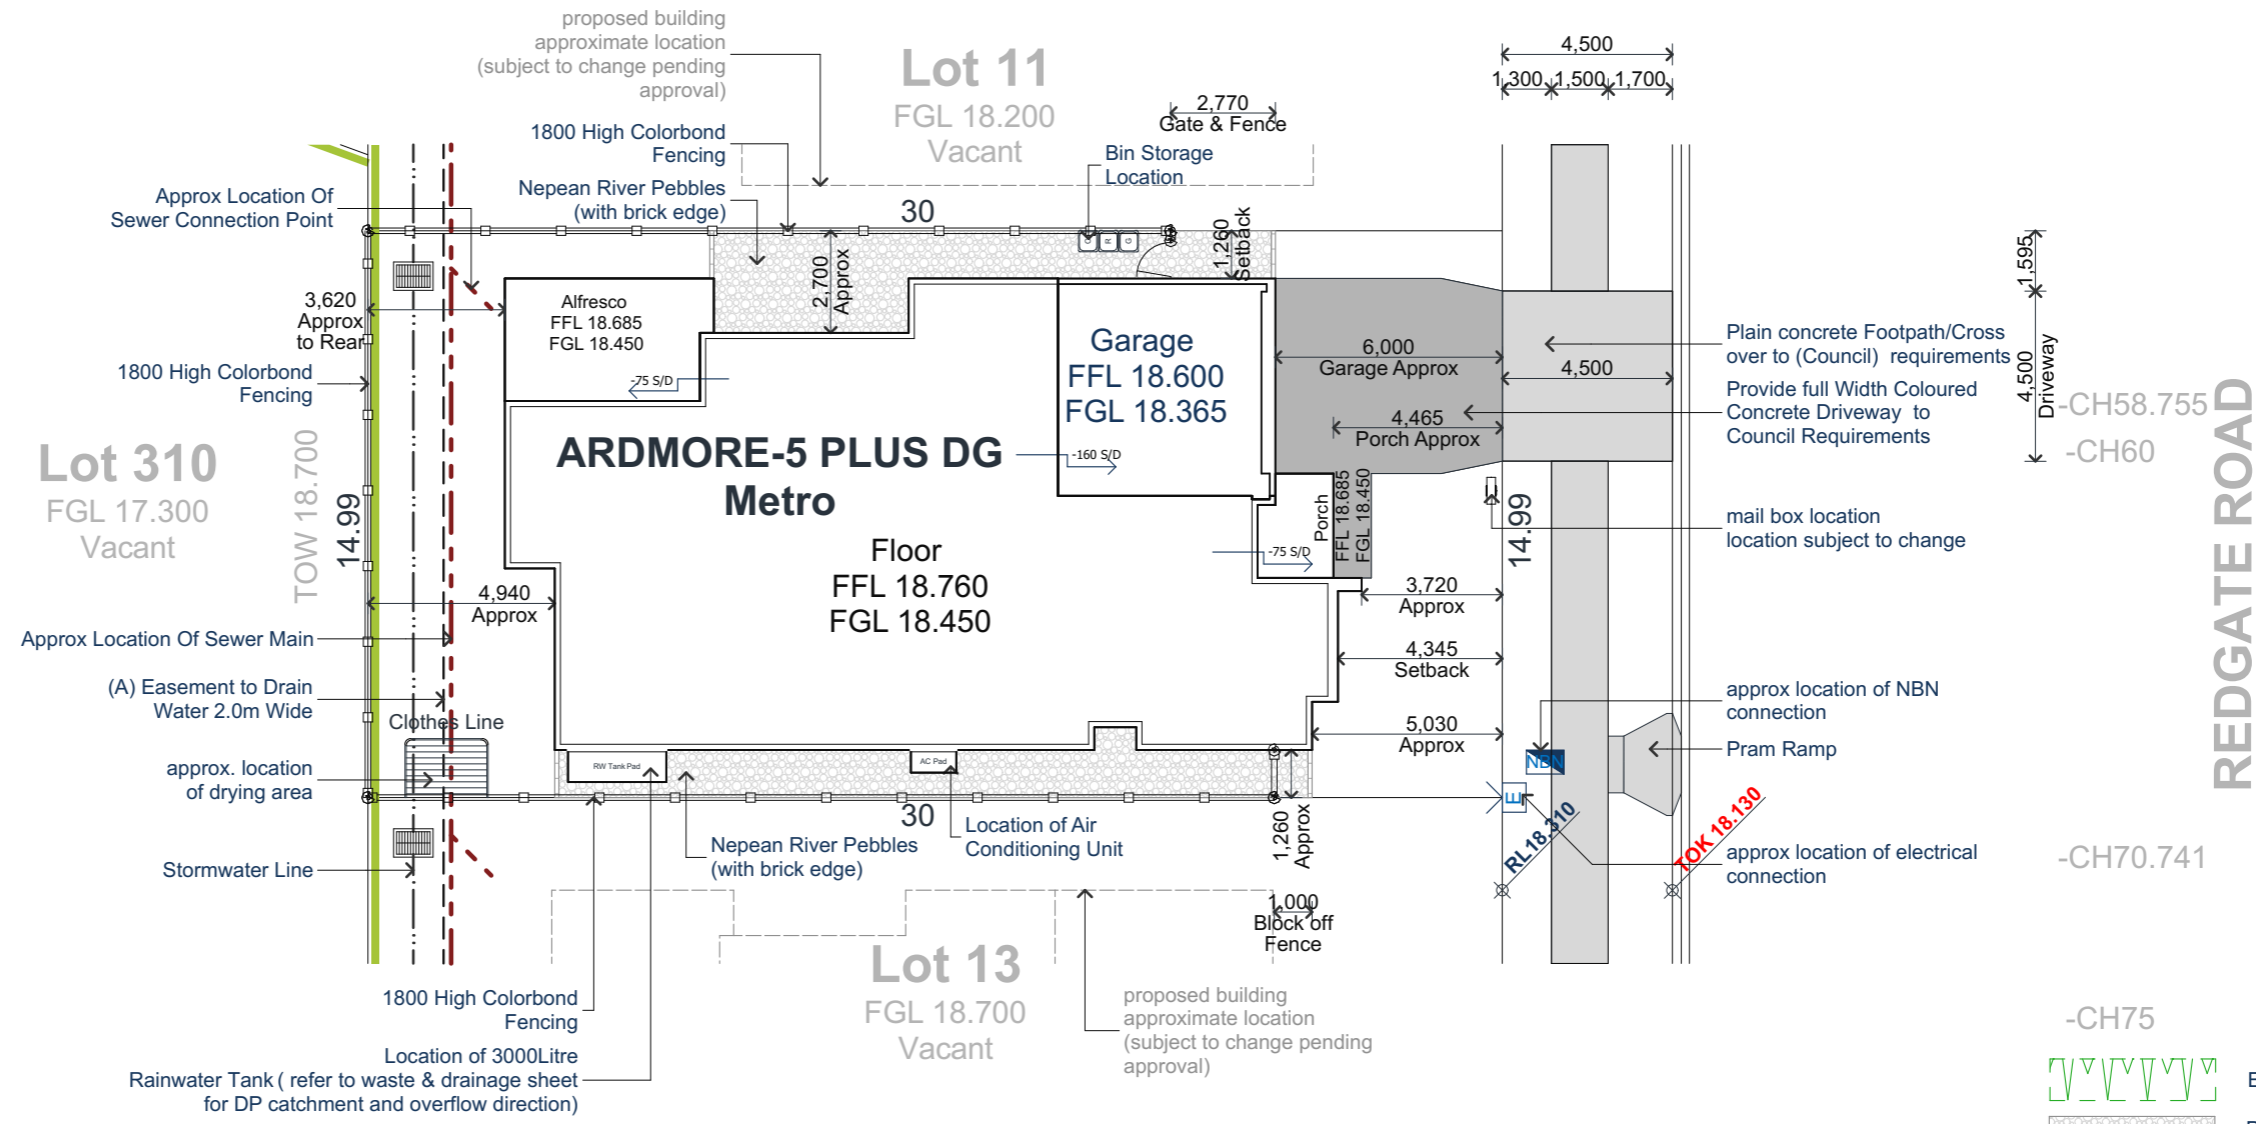 proposed building
approximate location
(subject to change pending
approval)
Lot 11
FGL 18.200
Vacant
2,770
Gate & Fence
4,500
1,300
1,500
1,700
1800 High Colorbond
Fencing
Bin Storage
Location
Nepean River Pebbles
(with brick edge)
Approx Location Of
Sewer Connection Point
30
G
R
G
1,260
Setback
2,700
Approx
1,595
3,620
Approx
to Rear
Alfresco
FFL 18.685
FGL 18.450
-75 S/D
Garage
FFL 18.600
FGL 18.365
6,000
Garage Approx
4,500
4,465
Porch Approx
4,500
Driveway
Plain concrete Footpath/Cross
over to (Council) requirements
Provide full Width Coloured
Concrete Driveway to
Council Requirements
-CH58.755
-CH60
REDGATE ROAD
1800 High Colorbond
Fencing
Lot 310
FGL 17.300
Vacant
TOW 18.700
14.99
ARDMORE-5 PLUS DG
Metro
-160 S/D
Porch
FFL 18.685
FGL 18.450
-75 S/D
14.99
mail box location
location subject to change
Floor
FFL 18.760
FGL 18.450
4,940
Approx
3,720
Approx
4,345
Setback
5,030
Approx
Approx Location Of Sewer Main
(A) Easement to Drain
Water 2.0m Wide
Clothes Line
approx. location
of drying area
RW Tank Pad
AC Pad
approx location of NBN
connection
Pram Ramp
NBN
E
RL18.310
TOK 18.130
approx location of electrical
connection
-CH70.741
30
1,260
Approx
Nepean River Pebbles
(with brick edge)
Location of Air
Conditioning Unit
Stormwater Line
1,000
Block off
Fence
Lot 13
FGL 18.700
Vacant
1800 High Colorbond
Fencing
proposed building
approximate location
(subject to change pending
approval)
Location of 3000Litre
Rainwater Tank ( refer to waste & drainage sheet
for DP catchment and overflow direction)
-CH75